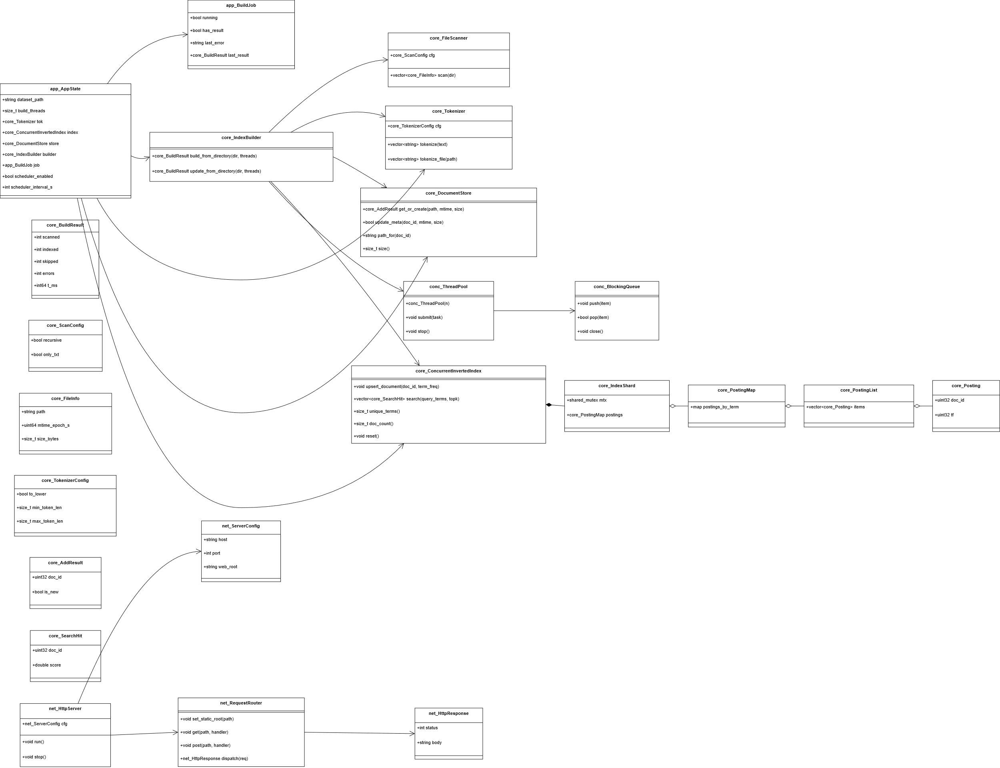 app_BuildJob
+bool running
+bool has_result
+string last_error
+core_BuildResult last_result
core_FileScanner
+core_ScanConfig cfg
+vector<core_FileInfo> scan(dir)
app_AppState
+string dataset_path
+size_t build_threads
+core_Tokenizer tok
+core_ConcurrentInvertedIndex index
+core_DocumentStore store
+core_IndexBuilder builder
+app_BuildJob job
+bool scheduler_enabled
+int scheduler_interval_s
core_Tokenizer
+core_TokenizerConfig cfg
+vector<string> tokenize(text)
+vector<string> tokenize_file(path)
core_IndexBuilder
+core_BuildResult build_from_directory(dir, threads)
+core_BuildResult update_from_directory(dir, threads)
core_DocumentStore
+core_AddResult get_or_create(path, mtime, size)
+bool update_meta(doc_id, mtime, size)
+string path_for(doc_id)
+size_t size()
core_BuildResult
+int scanned
+int indexed
+int skipped
+int errors
+int64 t_ms
conc_ThreadPool
+conc_ThreadPool(n)
+void submit(task)
+void stop()
conc_BlockingQueue
+void push(item)
+bool pop(item)
+void close()
core_ScanConfig
+bool recursive
+bool only_txt
core_ConcurrentInvertedIndex
+void upsert_document(doc_id, term_freq)
+vector<core_SearchHit> search(query_terms, topk)
+size_t unique_terms()
+size_t doc_count()
+void reset()
core_IndexShard
+shared_mutex mtx
+core_PostingMap postings
core_PostingMap
+map postings_by_term
core_PostingList
+vector<core_Posting> items
core_Posting
+uint32 doc_id
+uint32 tf
core_FileInfo
+string path
+uint64 mtime_epoch_s
+size_t size_bytes
core_TokenizerConfig
+bool to_lower
+size_t min_token_len
+size_t max_token_len
net_ServerConfig
+string host
+int port
+string web_root
core_AddResult
+uint32 doc_id
+bool is_new
core_SearchHit
+uint32 doc_id
+double score
net_HttpServer
+net_ServerConfig cfg
+void run()
+void stop()
net_RequestRouter
+void set_static_root(path)
+void get(path, handler)
+void post(path, handler)
+net_HttpResponse dispatch(req)
net_HttpResponse
+int status
+string body